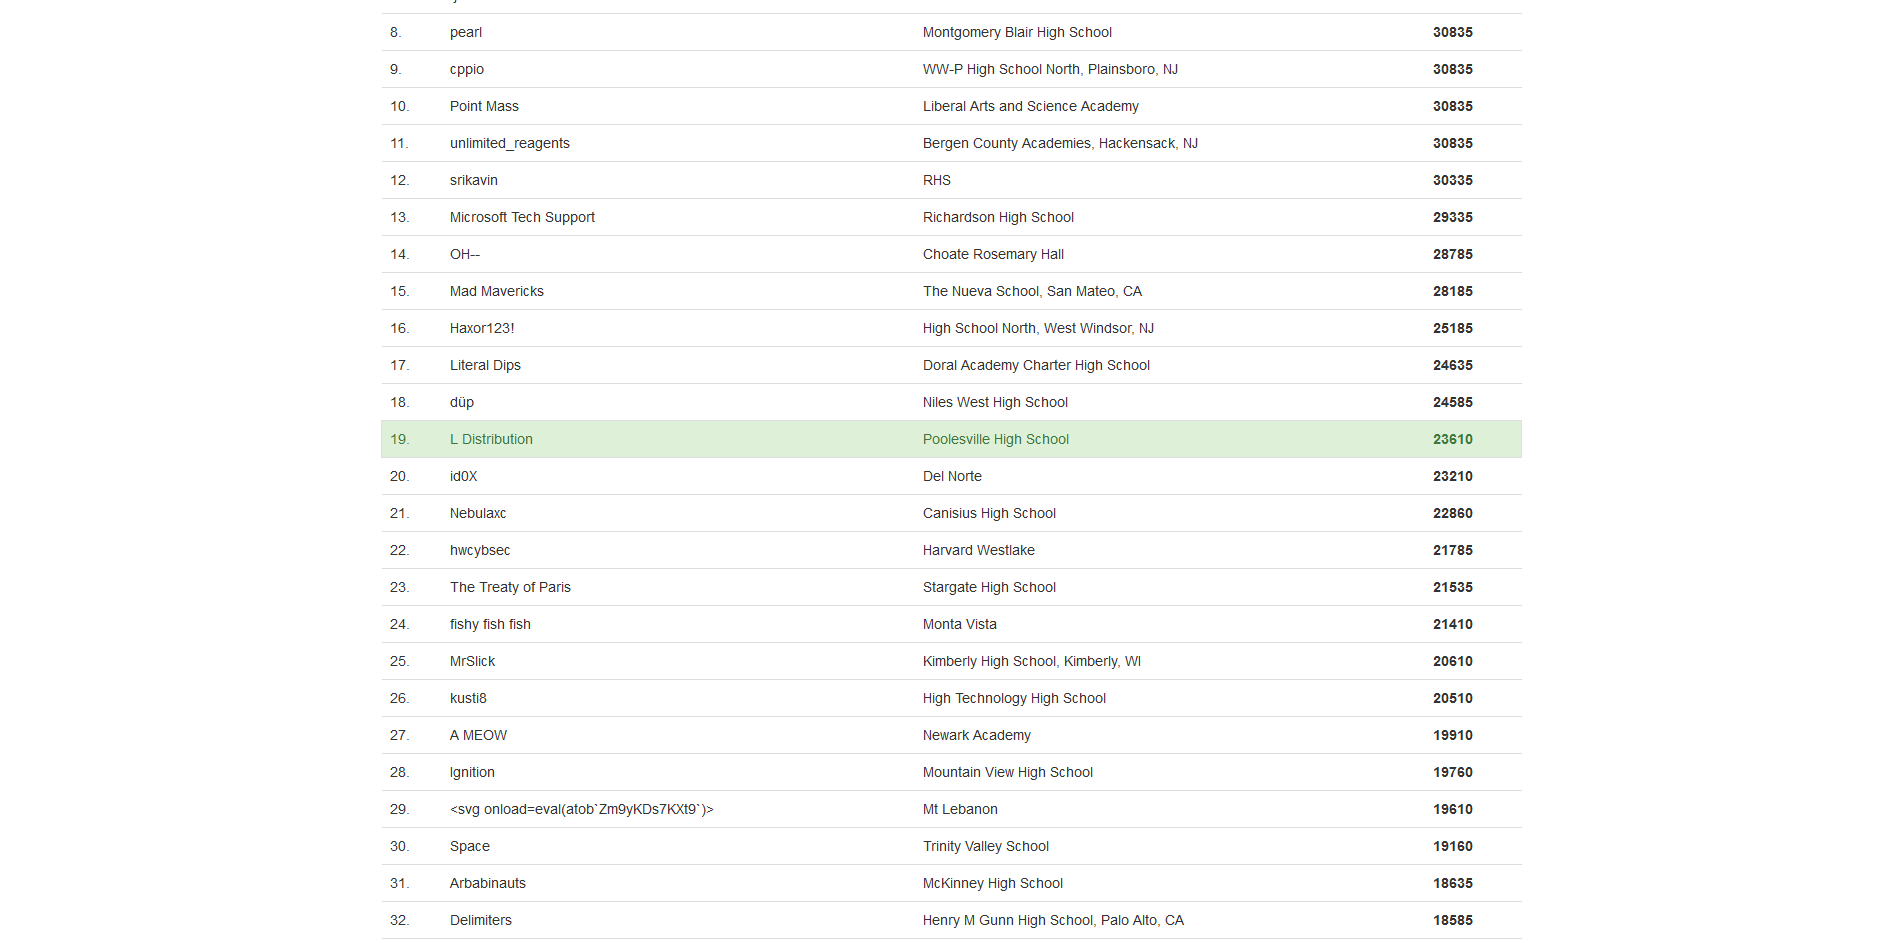 8. pearl Montgomery Blair High School 30835
9. cppio WW-P High School North, Plainsboro, NJ 30835
10. Point Mass Liberal Arts and Science Academy 30835
11. unlimited_reagents Bergen County Academies, Hackensack, NJ 30835
12. srikavin RHS 30335
13. Microsoft Tech Support Richardson High School 29335
14. OH-- Choate Rosemary Hall 28785
15. Mad Mavericks The Nueva School, San Mateo, CA 28185
16. Haxor123! High School North, West Windsor, NJ 25185
17. Literal Dips Doral Academy Charter High School 24635
18. düp Niles West High School 24585
19. L Distribution Poolesville High School 23610
20. id0X Del Norte 23210
21. Nebulaxc Canisius High School 22860
22. hwcybsec Harvard Westlake 21785
23. The Treaty of Paris Stargate High School 21535
24. fishy fish fish Monta Vista 21410
25. MrSlick Kimberly High School, Kimberly, WI 20610
26. kusti8 High Technology High School 20510
27. A MEOW Newark Academy 19910
28. Ignition Mountain View High School 19760
29. <svg onload=eval(atob`Zm9yKDs7KXt9`)> Mt Lebanon 19610
30. Space Trinity Valley School 19160
31. Arbabinauts McKinney High School 18635
32. Delimiters Henry M Gunn High School, Palo Alto, CA 18585